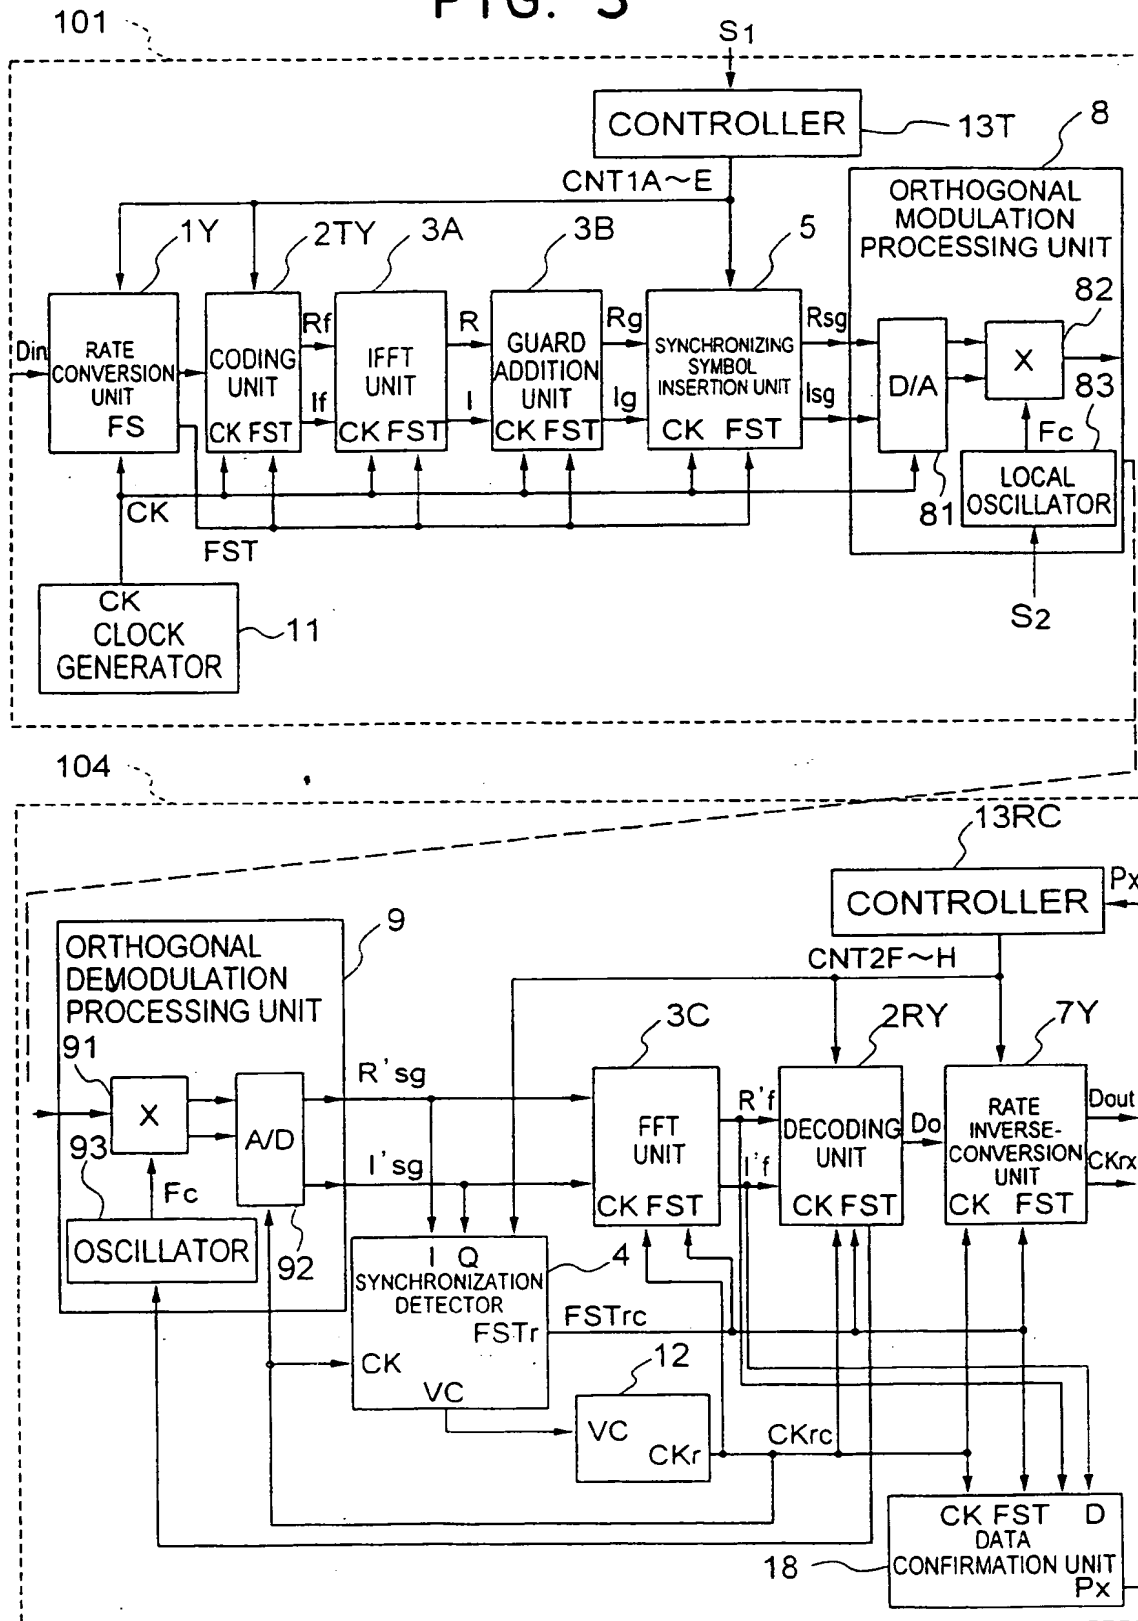 FIG. 3
101
S1
CONTROLLER
13T
8
CNT1A~E
ORTHOGONAL
MODULATION
PROCESSING UNIT
1Y
2TY
3A
3B
5
82
Din
RATE
CONVERSION
UNIT
FS
CODING
UNIT
CK FST
Rf
If
IFFT
UNIT
CK FST
R
I
GUARD
ADDITION
UNIT
CK FST
Rg
Ig
SYNCHRONIZING
SYMBOL
INSERTION UNIT
CK FST
Rsg
Isg
D/A
X
83
Fc
LOCAL
OSCILLATOR
81
CK
FST
S2
CK
CLOCK
GENERATOR
11
104
13RC
CONTROLLER
Px
9
ORTHOGONAL
DEMODULATION
PROCESSING UNIT
CNT2F~H
3C
2RY
7Y
91
X
A/D
93
Fc
OSCILLATOR
92
R'sg
I'sg
FFT
UNIT
CK FST
R'f
I'f
DECODING
UNIT
CK FST
Do
RATE
INVERSE-
CONVERSION
UNIT
CK FST
Dout
CKrx
I Q
SYNCHRONIZATION
DETECTOR
FSTr
CK
VC
4
FSTrc
12
VC
CKr
CKrc
CK FST D
DATA
CONFIRMATION UNIT
Px
18